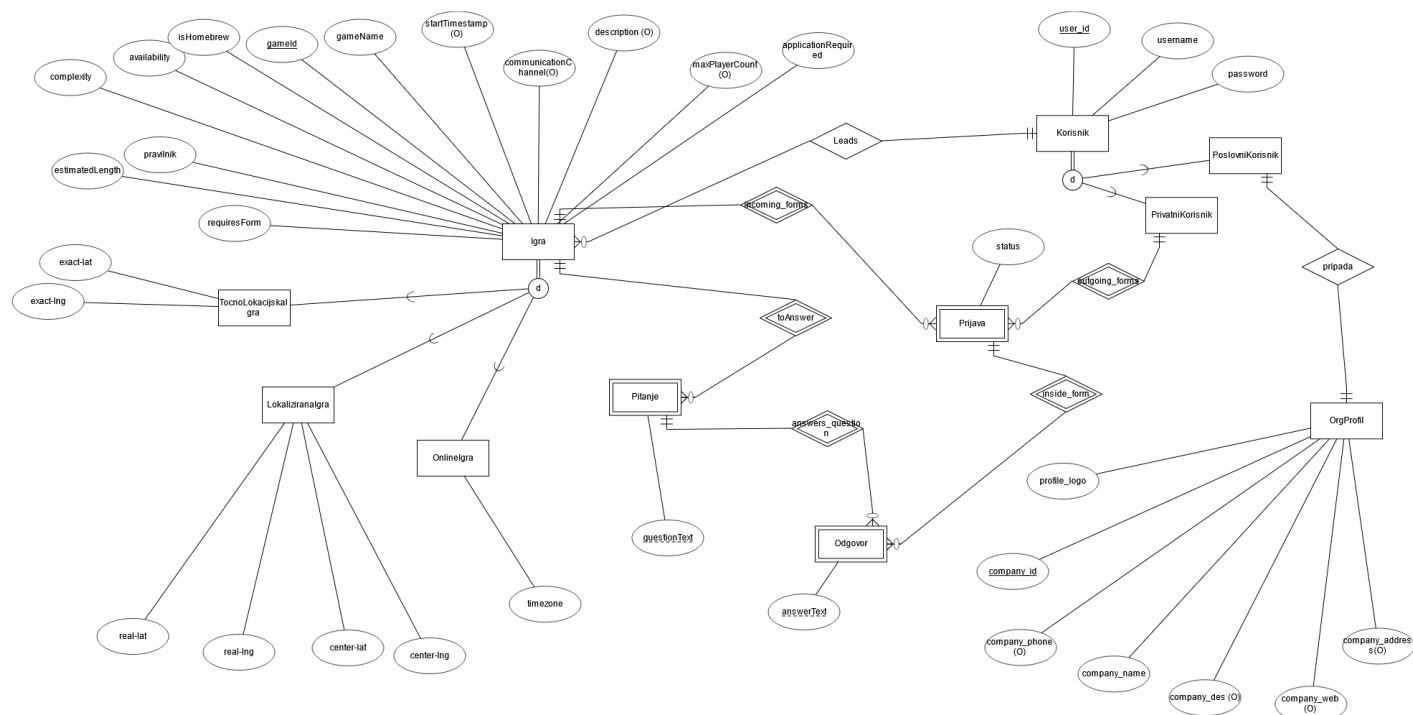 user_id
startTimestamp
(O)
isHomebrew
gameId
gameName
description (O)
username
applicationRequir
ed
availability
communicationC
hannel(O)
maxPlayerCount
(O)
password
complexity
Leads
Korisnik
pravilnik
PoslovniKorisnik
estimatedLength
d
incoming_forms
PrivatniKorisnik
requiresForm
Igra
status
exact-lat
pripada
outgoing_forms
d
exact-lng
TocnoLokacijskaI
gra
toAnswer
Prijava
inside_form
Pitanje
LokaliziranaIgra
answers_questio
n
OrgProfil
OnlineIgra
profile_logo
questionText
Odgovor
company_id
timezone
answerText
real-lat
company_phone
(O)
company_addres
s(O)
real-lng
center-lat
center-lng
company_name
company_des (O)
company_web
(O)